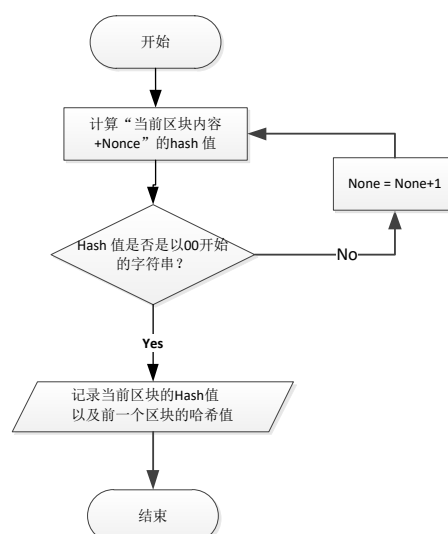 开始
计算“当前区块内容
+Nonce”的hash 值
None = None+1
Hash 值是否是以00开始
的字符串？
No
Yes
记录当前区块的Hash值
以及前一个区块的哈希值
结束